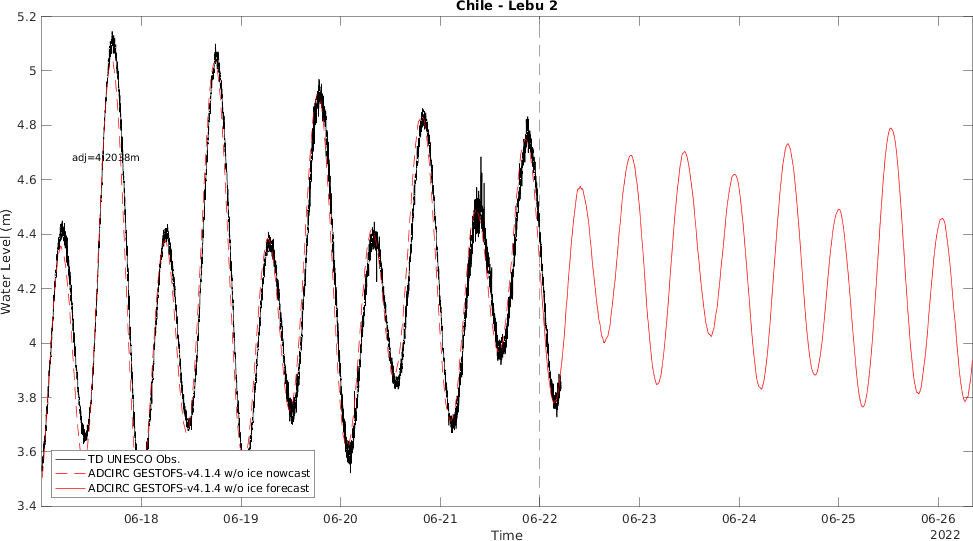 Chile - Lebu 2
5.2
5
4.8
4.6
4.4
4.2
4
3.8
3.6
3.4
Water Level (m)
adj=4.2038m
TD UNESCO Obs.
ADCIRC GESTOFS-v4.1.4 w/o ice nowcast
ADCIRC GESTOFS-v4.1.4 w/o ice forecast
06-18 06-19 06-20 06-21 06-22 06-23 06-24 06-25 06-26
Time
2022